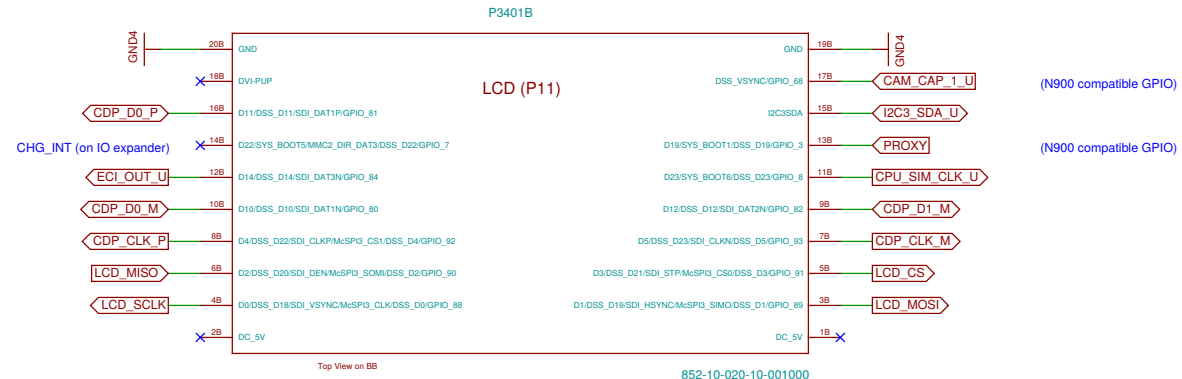 P3401B
GND4 20B GND GND 19B GND4
18B DVI-PUP LCD (P11) DSS_VSYNC/GPIO_68 17B CAM_CAP_1_U (N900 compatible GPIO)
CDP_D0_P 16B D11/DSS_D11/SDI_DAT1P/GPIO_81 I2C3SDA 15B I2C3_SDA_U
CHG_INT (on IO expander) 14B D22/SYS_BOOT5/MMC2_DIR_DAT3/DSS_D22/GPIO_7 D19/SYS_BOOT1/DSS_D19/GPIO_3 13B PROXY (N900 compatible GPIO)
ECI_OUT_U 12B D14/DSS_D14/SDI_DAT3N/GPIO_84 D23/SYS_BOOT6/DSS_D23/GPIO_8 11B CPU_SIM_CLK_U
CDP_D0_M 10B D10/DSS_D10/SDI_DAT1N/GPIO_80 D12/DSS_D12/SDI_DAT2N/GPIO_82 9B CDP_D1_M
CDP_CLK_P 8B D4/DSS_D22/SDI_CLKP/McSPI3_CS1/DSS_D4/GPIO_92 D5/DSS_D23/SDI_CLKN/DSS_D5/GPIO_93 7B CDP_CLK_M
LCD_MISO 6B D2/DSS_D20/SDI_DEN/McSPI3_SOMI/DSS_D2/GPIO_90 D3/DSS_D21/SDI_STP/McSPI3_CS0/DSS_D3/GPIO_91 5B LCD_CS
LCD_SCLK 4B D0/DSS_D18/SDI_VSYNC/McSPI3_CLK/DSS_D0/GPIO_88 D1/DSS_D19/SDI_HSYNC/McSPI3_SIMO/DSS_D1/GPIO_89 3B LCD_MOSI
2B DC_5V DC_5V 1B
Top View on BB
852-10-020-10-001000